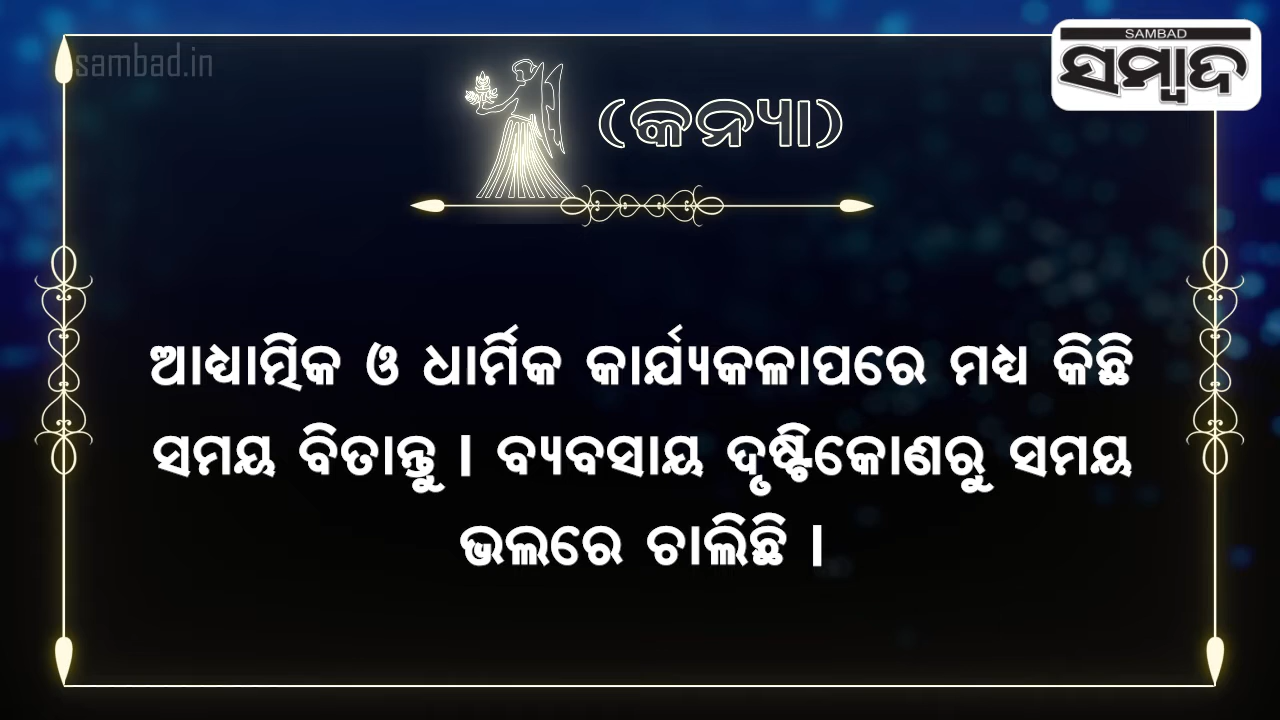 sambad.in
SAMBAD
ସମ୍ବାଦ
(କନ୍ୟା)
ଆଧ୍ୟାତ୍ମିକ ଓ ଧାର୍ମିକ କାର୍ଯ୍ୟକଳାପରେ ମଧ୍ୟ କିଛି
ସମୟ ବିତାନ୍ତୁ । ବ୍ୟବସାୟ ଦୃଷ୍ଟିକୋଣରୁ ସମୟ
ଭଲରେ ଚାଲିଛି ।